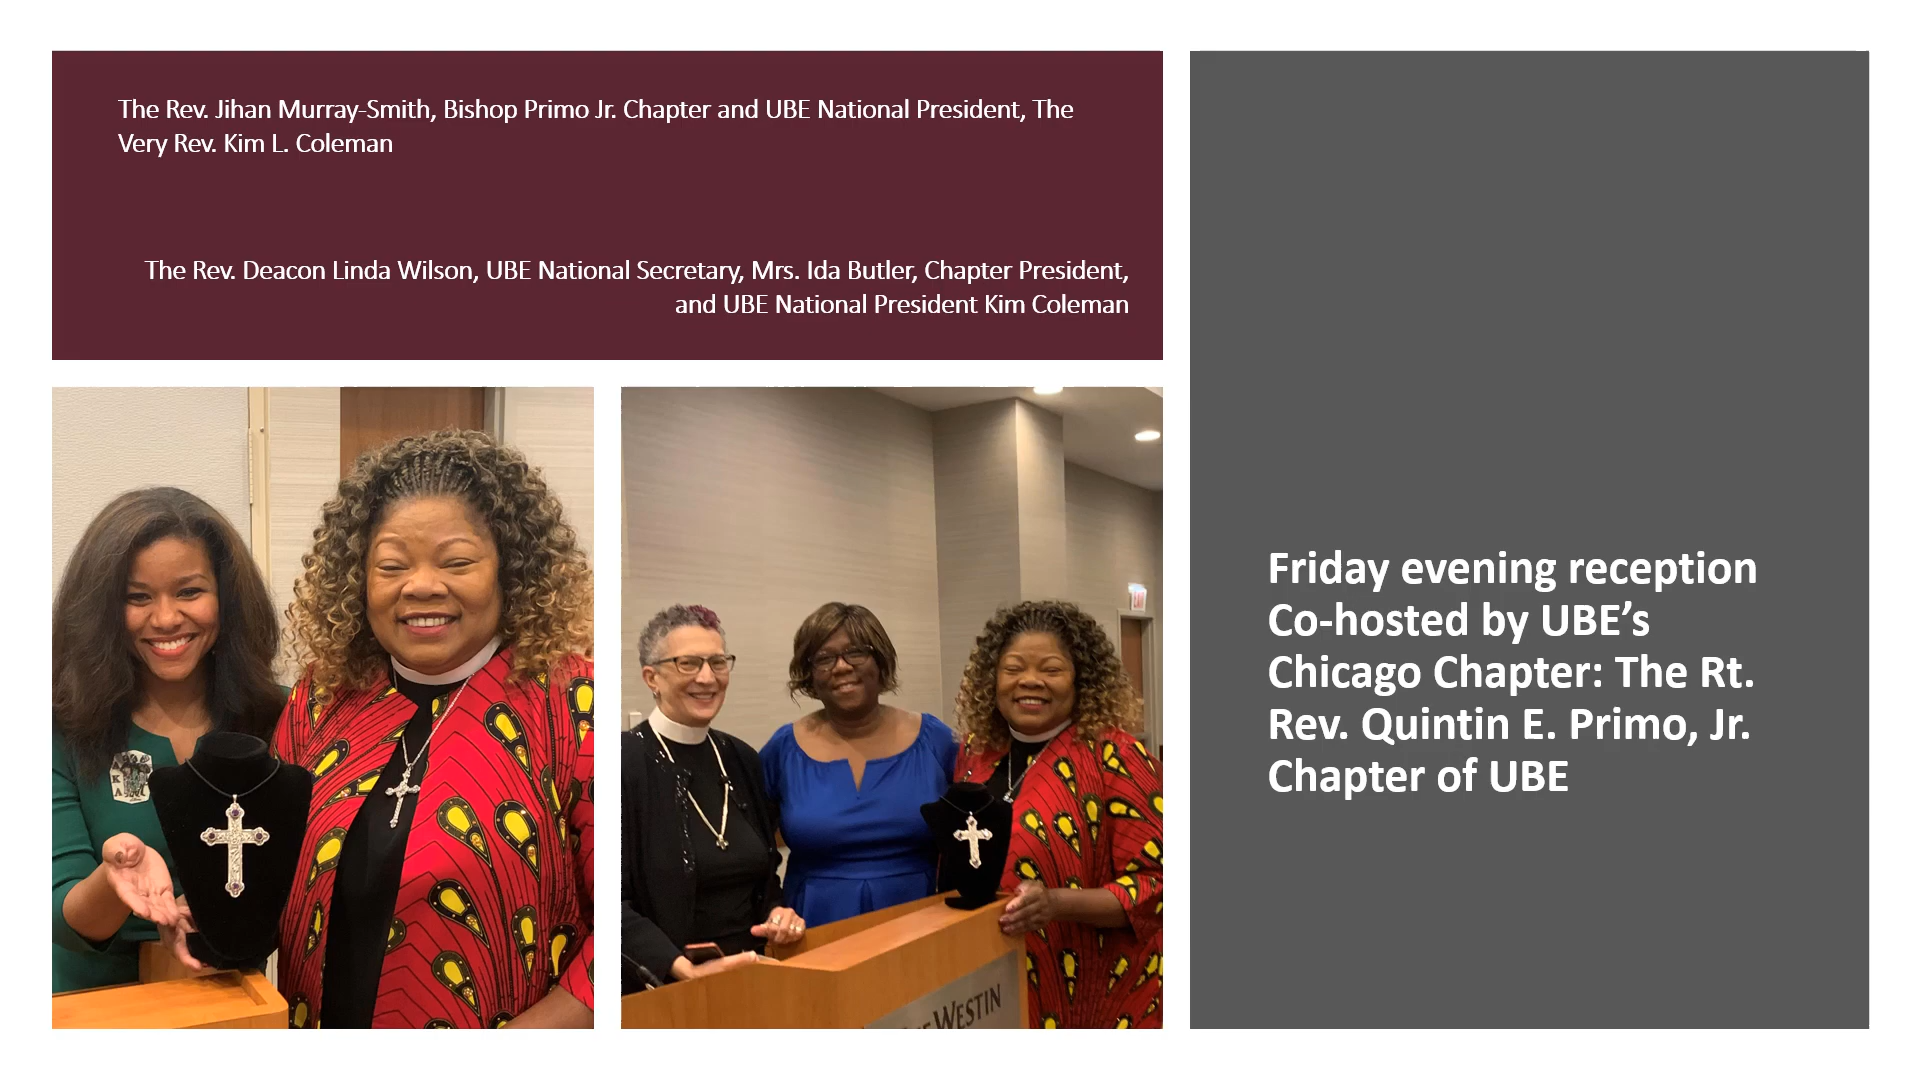 The Rev. Jihan Murray-Smith, Bishop Primo Jr. Chapter and UBE National President, The
Very Rev. Kim L. Coleman
The Rev. Deacon Linda Wilson, UBE National Secretary, Mrs. Ida Butler, Chapter President,
and UBE National President Kim Coleman
Friday evening reception
Co-hosted by UBE’s
Chicago Chapter: The Rt.
Rev. Quintin E. Primo, Jr.
Chapter of UBE
K
A
WESTIN